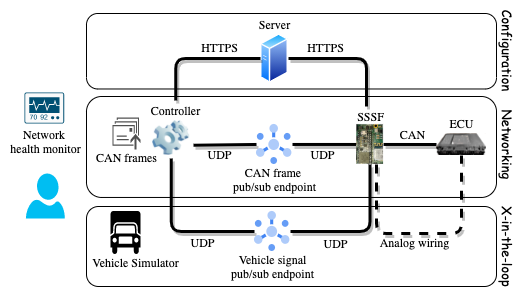 Server
HTTPS
HTTPS
Configuration
Controller
SSSF
ECU
CAN
70 92
Network
health monitor
CAN frames
UDP
UDP
CAN frame
pub/sub endpoint
Networking
Vehicle Simulator
UDP
UDP
Vehicle signal
pub/sub endpoint
Analog wiring
X-in-the-loop